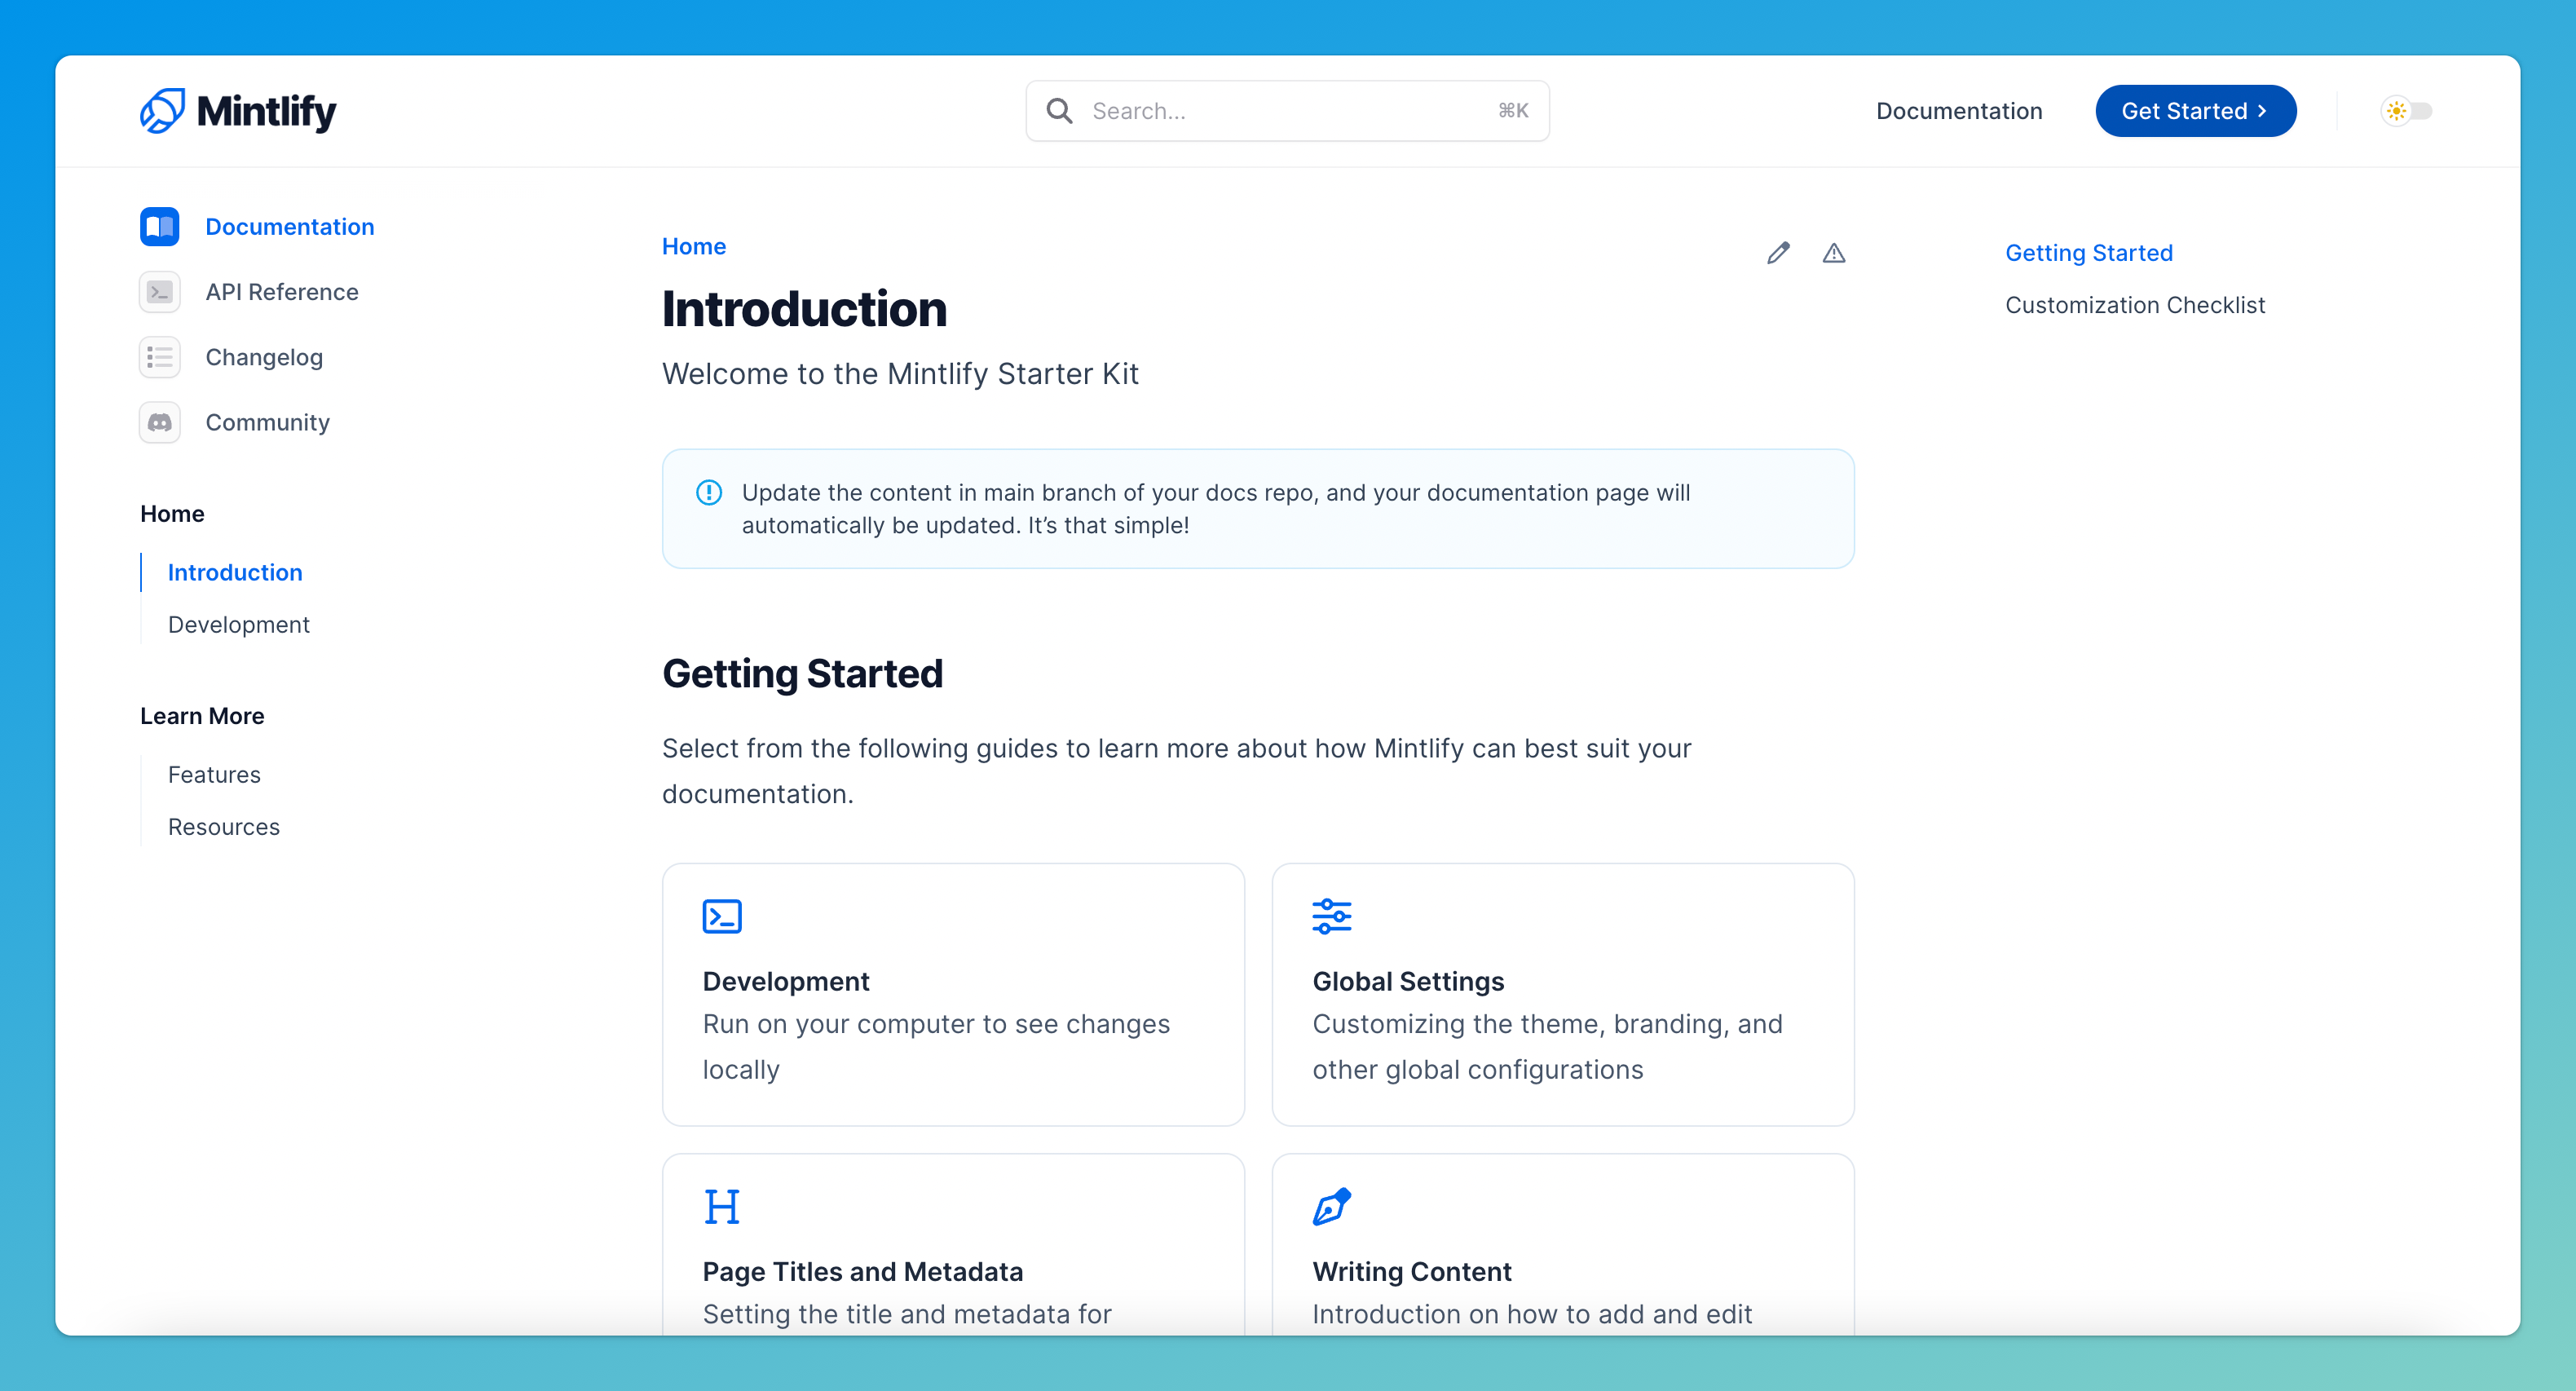 Mintlify
Search...
⌘K
Documentation
Get Started
Documentation
API Reference
Changelog
Community
Home
Introduction
Development
Learn More
Features
Resources
Home
Introduction
Welcome to the Mintlify Starter Kit
Update the content in main branch of your docs repo, and your documentation page will
automatically be updated. It’s that simple!
Getting Started
Select from the following guides to learn more about how Mintlify can best suit your
documentation.
Development
Run on your computer to see changes
locally
Global Settings
Customizing the theme, branding, and
other global configurations
Page Titles and Metadata
Setting the title and metadata for
Writing Content
Introduction on how to add and edit
Getting Started
Customization Checklist